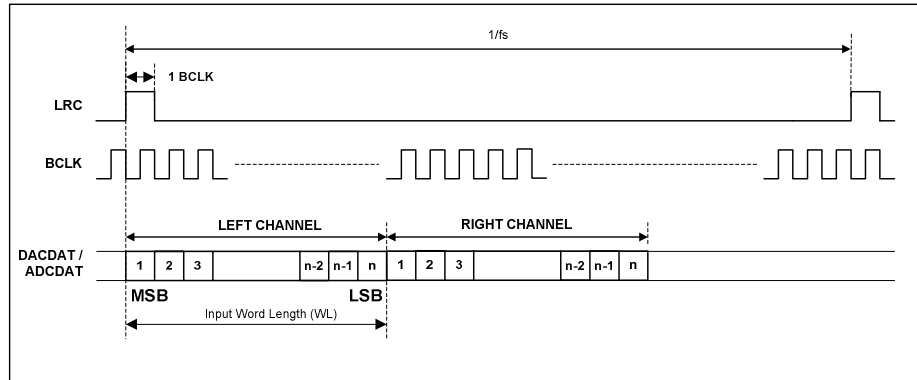 1/fs
1 BCLK
LRC
BCLK
LEFT CHANNEL
RIGHT CHANNEL
DACDAT /
ADCDAT
1 2 3 n-2 n-1 n 1 2 3 n-2 n-1 n
MSB
LSB
Input Word Length (WL)